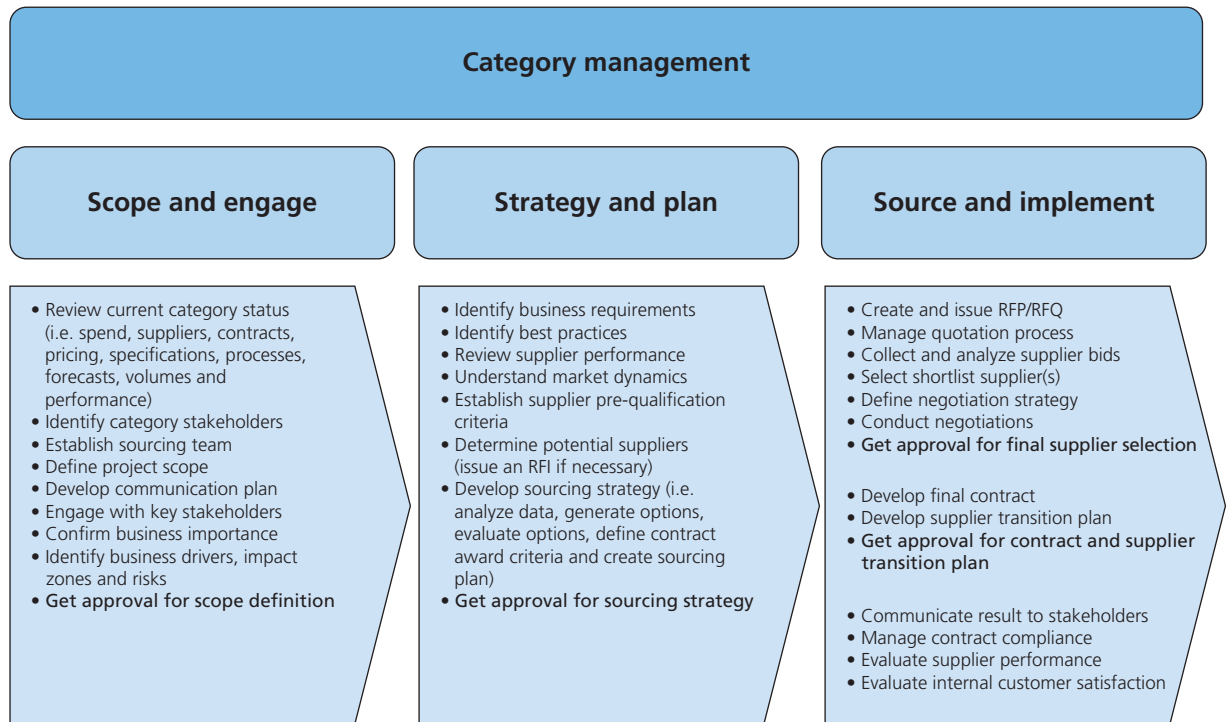 Category management
Scope and engage
• Review current category status
(i.e. spend, suppliers, contracts,
pricing, specifications, processes,
forecasts, volumes and
performance)
• Identify category stakeholders
• Establish sourcing team
• Define project scope
• Develop communication plan
• Engage with key stakeholders
• Confirm business importance
• Identify business drivers, impact
zones and risks
• Get approval for scope definition
Strategy and plan
• Identify business requirements
• Identify best practices
• Review supplier performance
• Understand market dynamics
• Establish supplier pre-qualification
criteria
• Determine potential suppliers
(issue an RFI if necessary)
• Develop sourcing strategy (i.e.
analyze data, generate options,
evaluate options, define contract
award criteria and create sourcing
plan)
• Get approval for sourcing strategy
Source and implement
• Create and issue RFP/RFQ
• Manage quotation process
• Collect and analyze supplier bids
• Select shortlist supplier(s)
• Define negotiation strategy
• Conduct negotiations
• Get approval for final supplier selection
• Develop final contract
• Develop supplier transition plan
• Get approval for contract and supplier
transition plan
• Communicate result to stakeholders
• Manage contract compliance
• Evaluate supplier performance
• Evaluate internal customer satisfaction